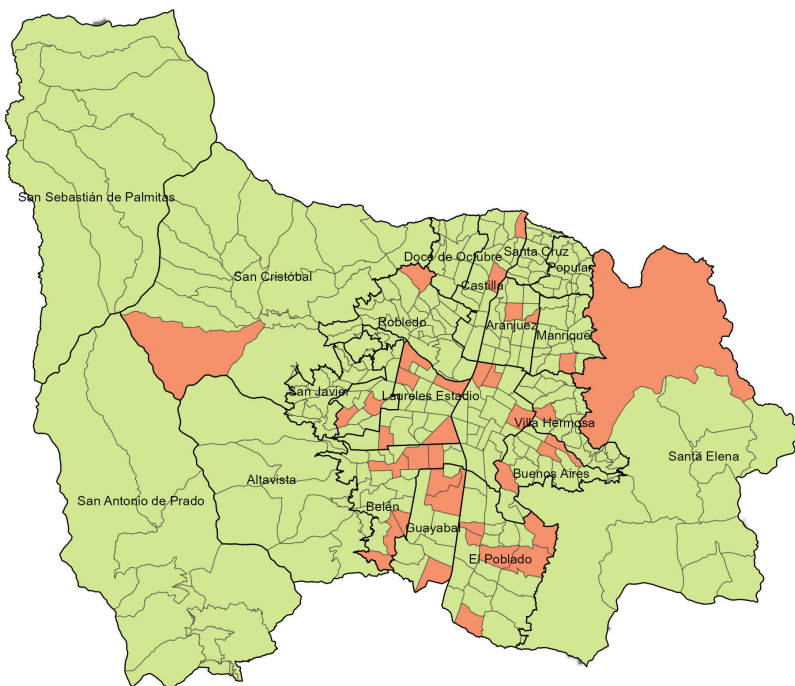 San Sebastián de Palmitas
San Cristóbal
Doce de Octubre
Santa Cruz
Popular
Castilla
Robledo
Aranjuez
Manrique
San Javier
Laureles Estadio
Villa Hermosa
Santa Elena
Buenos Aires
Altavista
San Antonio de Prado
Belén
Guayabal
El Poblado